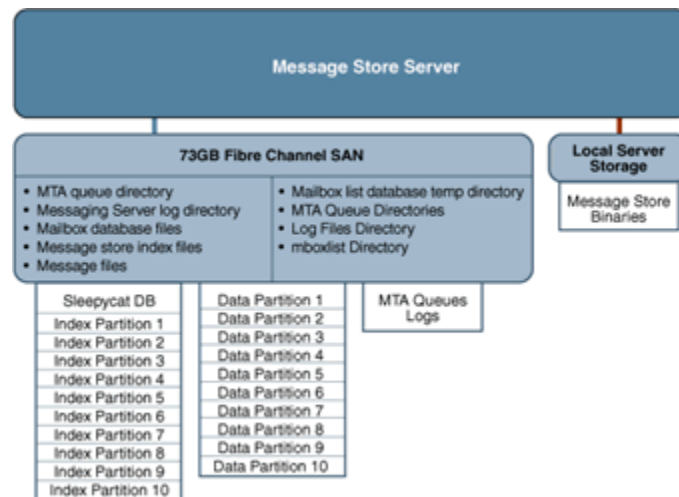 Message Store Server
73GB Fibre Channel SAN
• MTA queue directory
• Messaging Server log directory
• Mailbox database files
• Message store index files
• Message files
• Mailbox list database temp directory
• MTA Queue Directories
• Log Files Directory
• mboxlist Directory
Local Server
Storage
Message Store
Binaries
Sleepycat DB
Index Partition 1
Index Partition 2
Index Partition 3
Index Partition 4
Index Partition 5
Index Partition 6
Index Partition 7
Index Partition 8
Index Partition 9
Index Partition 10
Data Partition 1
Data Partition 2
Data Partition 3
Data Partition 4
Data Partition 5
Data Partition 6
Data Partition 7
Data Partition 8
Data Partition 9
Data Partition 10
MTA Queues
Logs